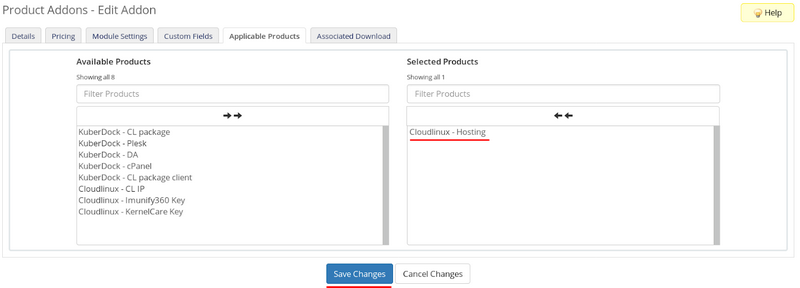 Product Addons - Edit Addon
Help
Details
Pricing
Module Settings
Custom Fields
Applicable Products
Associated Download
Available Products
Showing all 8
Filter Products
KuberDock - CL package
KuberDock - Plesk
KuberDock - DA
KuberDock - cPanel
KuberDock - CL package client
Cloudlinux - CL IP
Cloudlinux - Imunify360 Key
Cloudlinux - KernelCare Key
Selected Products
Showing all 1
Filter Products
Cloudlinux - Hosting
Save Changes
Cancel Changes